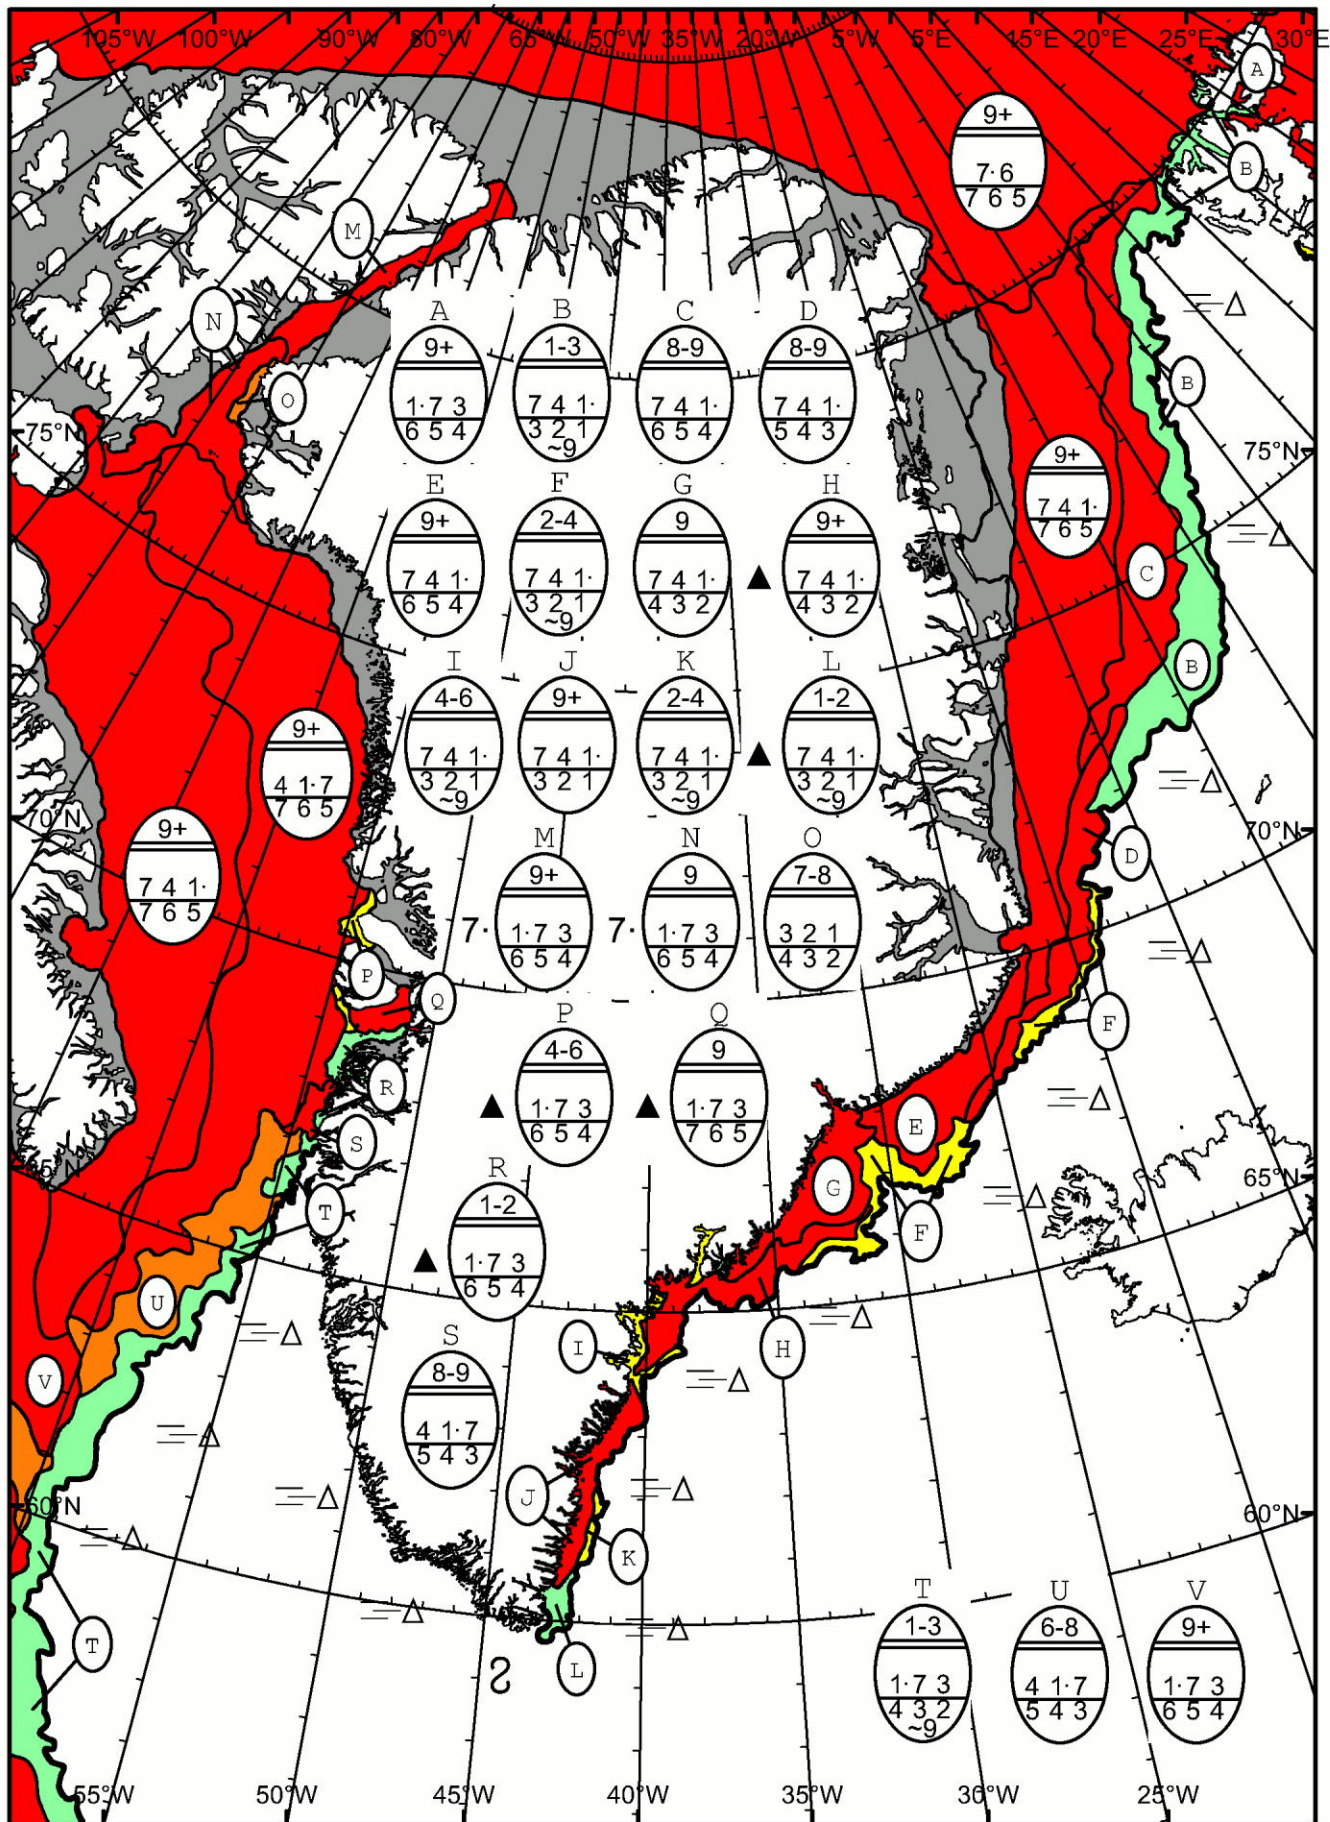 105°W 100°W 90°W 80°W 65°W 50°W 35°W 20°W 5°W 5°E 15°E 20°E 25°E 30°E
A
9+
7· 6
7 6 5
B
M
N
O
B
75°N
75°N
A B C D
9+ 1-3 8-9 8-9
1·7 3 7 4 1· 7 4 1· 7 4 1·
6 5 4 3 2 1 6 5 4 5 4 3
~9
9+
7 4 1·
7 6 5
E F G H
9+ 2-4 9 9+
7 4 1· 7 4 1· 7 4 1· ▲ 7 4 1·
6 5 4 3 2 1 4 3 2 4 3 2
~9
C
B
I J K L
4-6 9+ 2-4 1-2
7 4 1· 7 4 1· 7 4 1· ▲ 7 4 1·
3 2 1 3 2 1 3 2 1 3 2 1
~9 ~9 ~9
9+
4 1·7
7 6 5
70°N
70°N
9+
7 4 1·
7 6 5
D
M N O
9+ 9 7-8
7· 1·7 3 7· 1·7 3 3 2 1
6 5 4 6 5 4 4 3 2
P
Q
F
P Q
4-6 9
▲ 1·7 3 ▲ 1·7 3
6 5 4 7 6 5
R
E
S
65°N
65°N
R
1-2
▲ 1·7 3
6 5 4
G
T
F
U
S
8-9
4 1·7
5 4 3
I
H
V
60°N
60°N
J
K
T
L
T U V
1-3 6-8 9+
1·7 3 4 1·7 1·7 3
4 3 2 5 4 3 6 5 4
~9
55°W 50°W 45°W 40°W 35°W 30°W 25°W